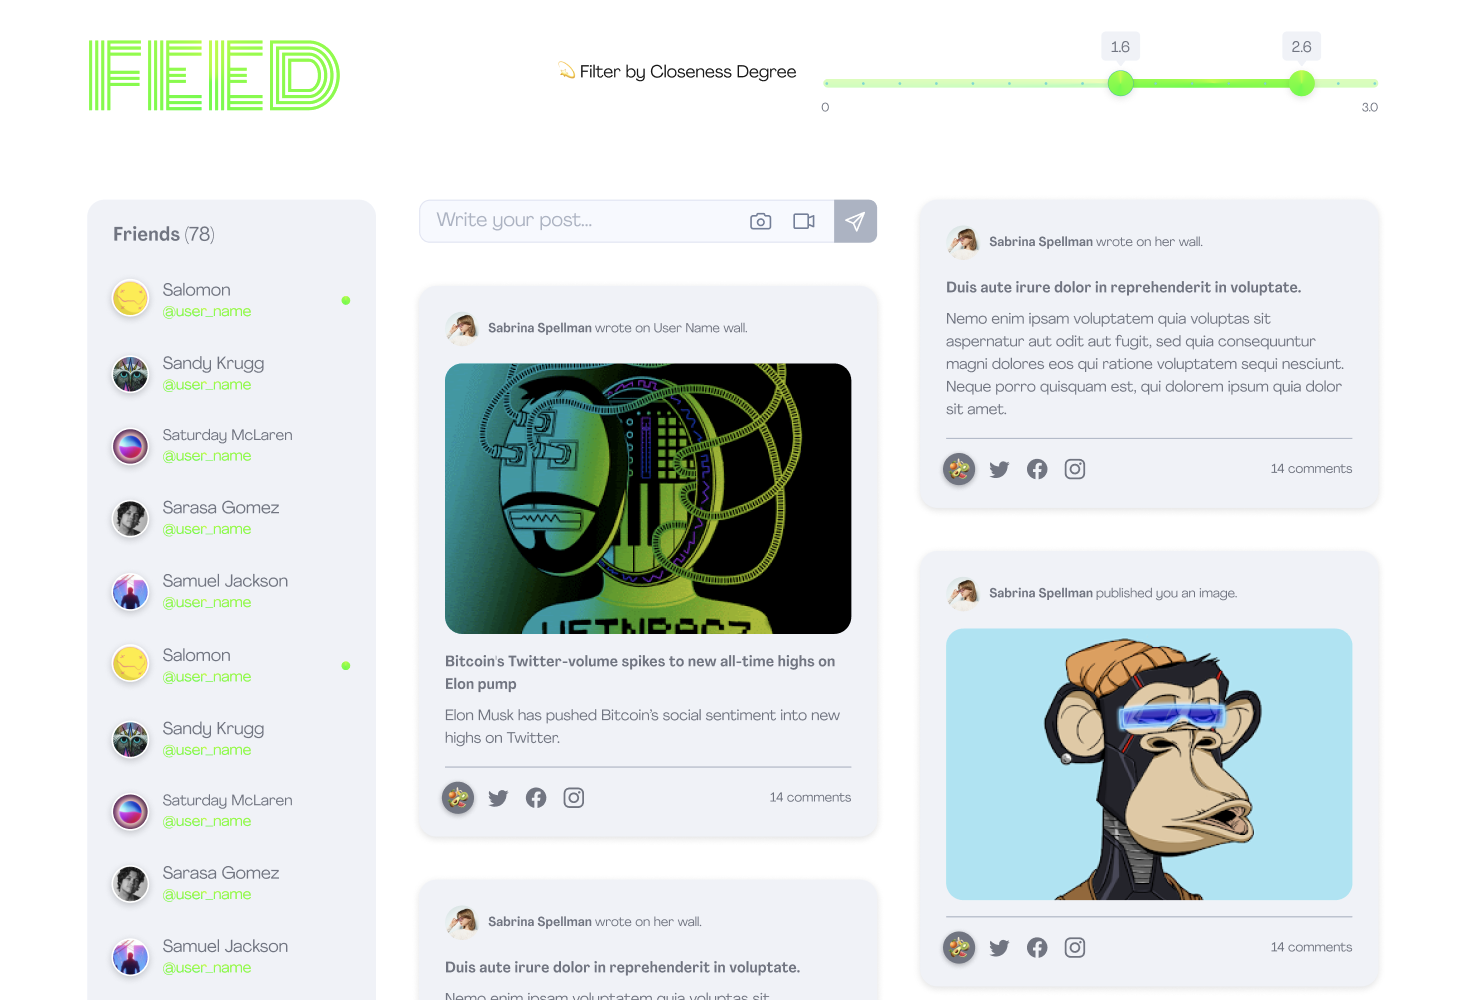 FEED
💫 Filter by Closeness Degree
1.6
2.6
0
3.0
Friends (78)
Salomon
@user_name
Sandy Krugg
@user_name
Saturday McLaren
@user_name
Sarasa Gomez
@user_name
Samuel Jackson
@user_name
Salomon
@user_name
Sandy Krugg
@user_name
Saturday McLaren
@user_name
Sarasa Gomez
@user_name
Samuel Jackson
@user_name
Write your post...
Sabrina Spellman wrote on User Name wall.
Bitcoin's Twitter-volume spikes to new all-time highs on
Elon pump
Elon Musk has pushed Bitcoin's social sentiment into new
highs on Twitter.
14 comments
Sabrina Spellman wrote on her wall.
Duis aute irure dolor in reprehenderit in voluptate.
Nemo enim ipsam voluptatem quia voluptas sit
Sabrina Spellman wrote on her wall.
Duis aute irure dolor in reprehenderit in voluptate.
Nemo enim ipsam voluptatem quia voluptas sit
aspernatur aut odit aut fugit, sed quia consequuntur
magni dolores eos qui ratione voluptatem sequi nesciunt.
Neque porro quisquam est, qui dolorem ipsum quia dolor
sit amet.
14 comments
Sabrina Spellman published you an image.
14 comments